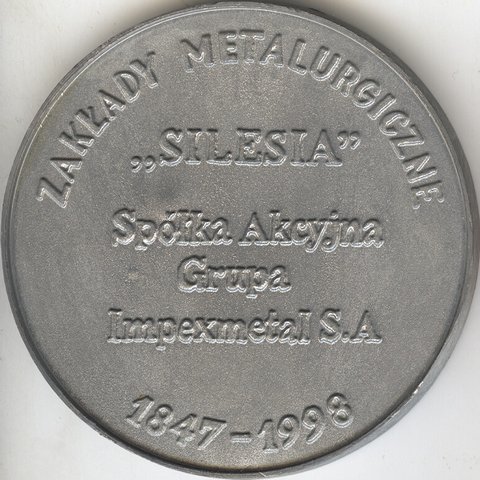 ZAKŁADY METALURGICZNE
„SILESIA”
Spółka Akcyjna
Grupa
Impexmetal S.A
1847-1998